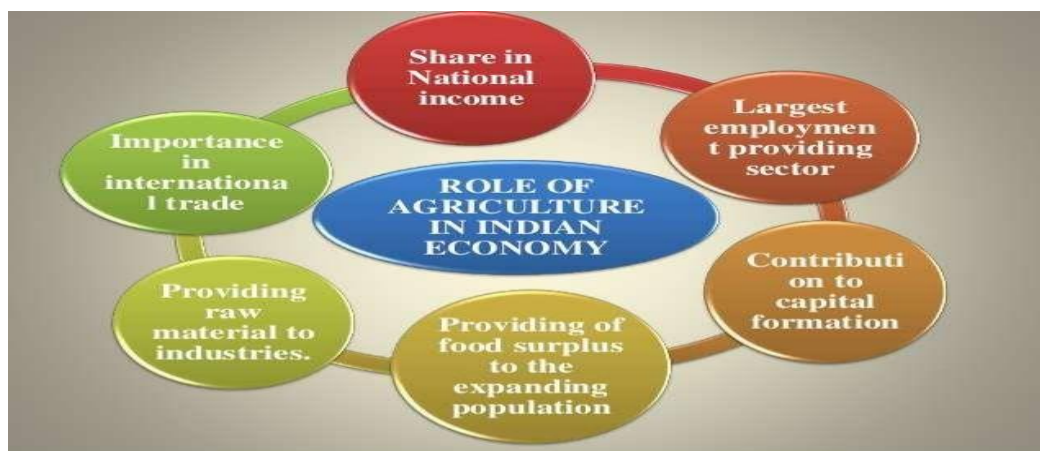 Share in
National
income
Largest
employmen
t providing
sector
Contributi
on to
capital
formation
Providing of
food surplus
to the
expanding
population
Providing
raw
material to
industries.
Importance
in
internationa
l trade
ROLE OF
AGRICULTURE
IN INDIAN
ECONOMY